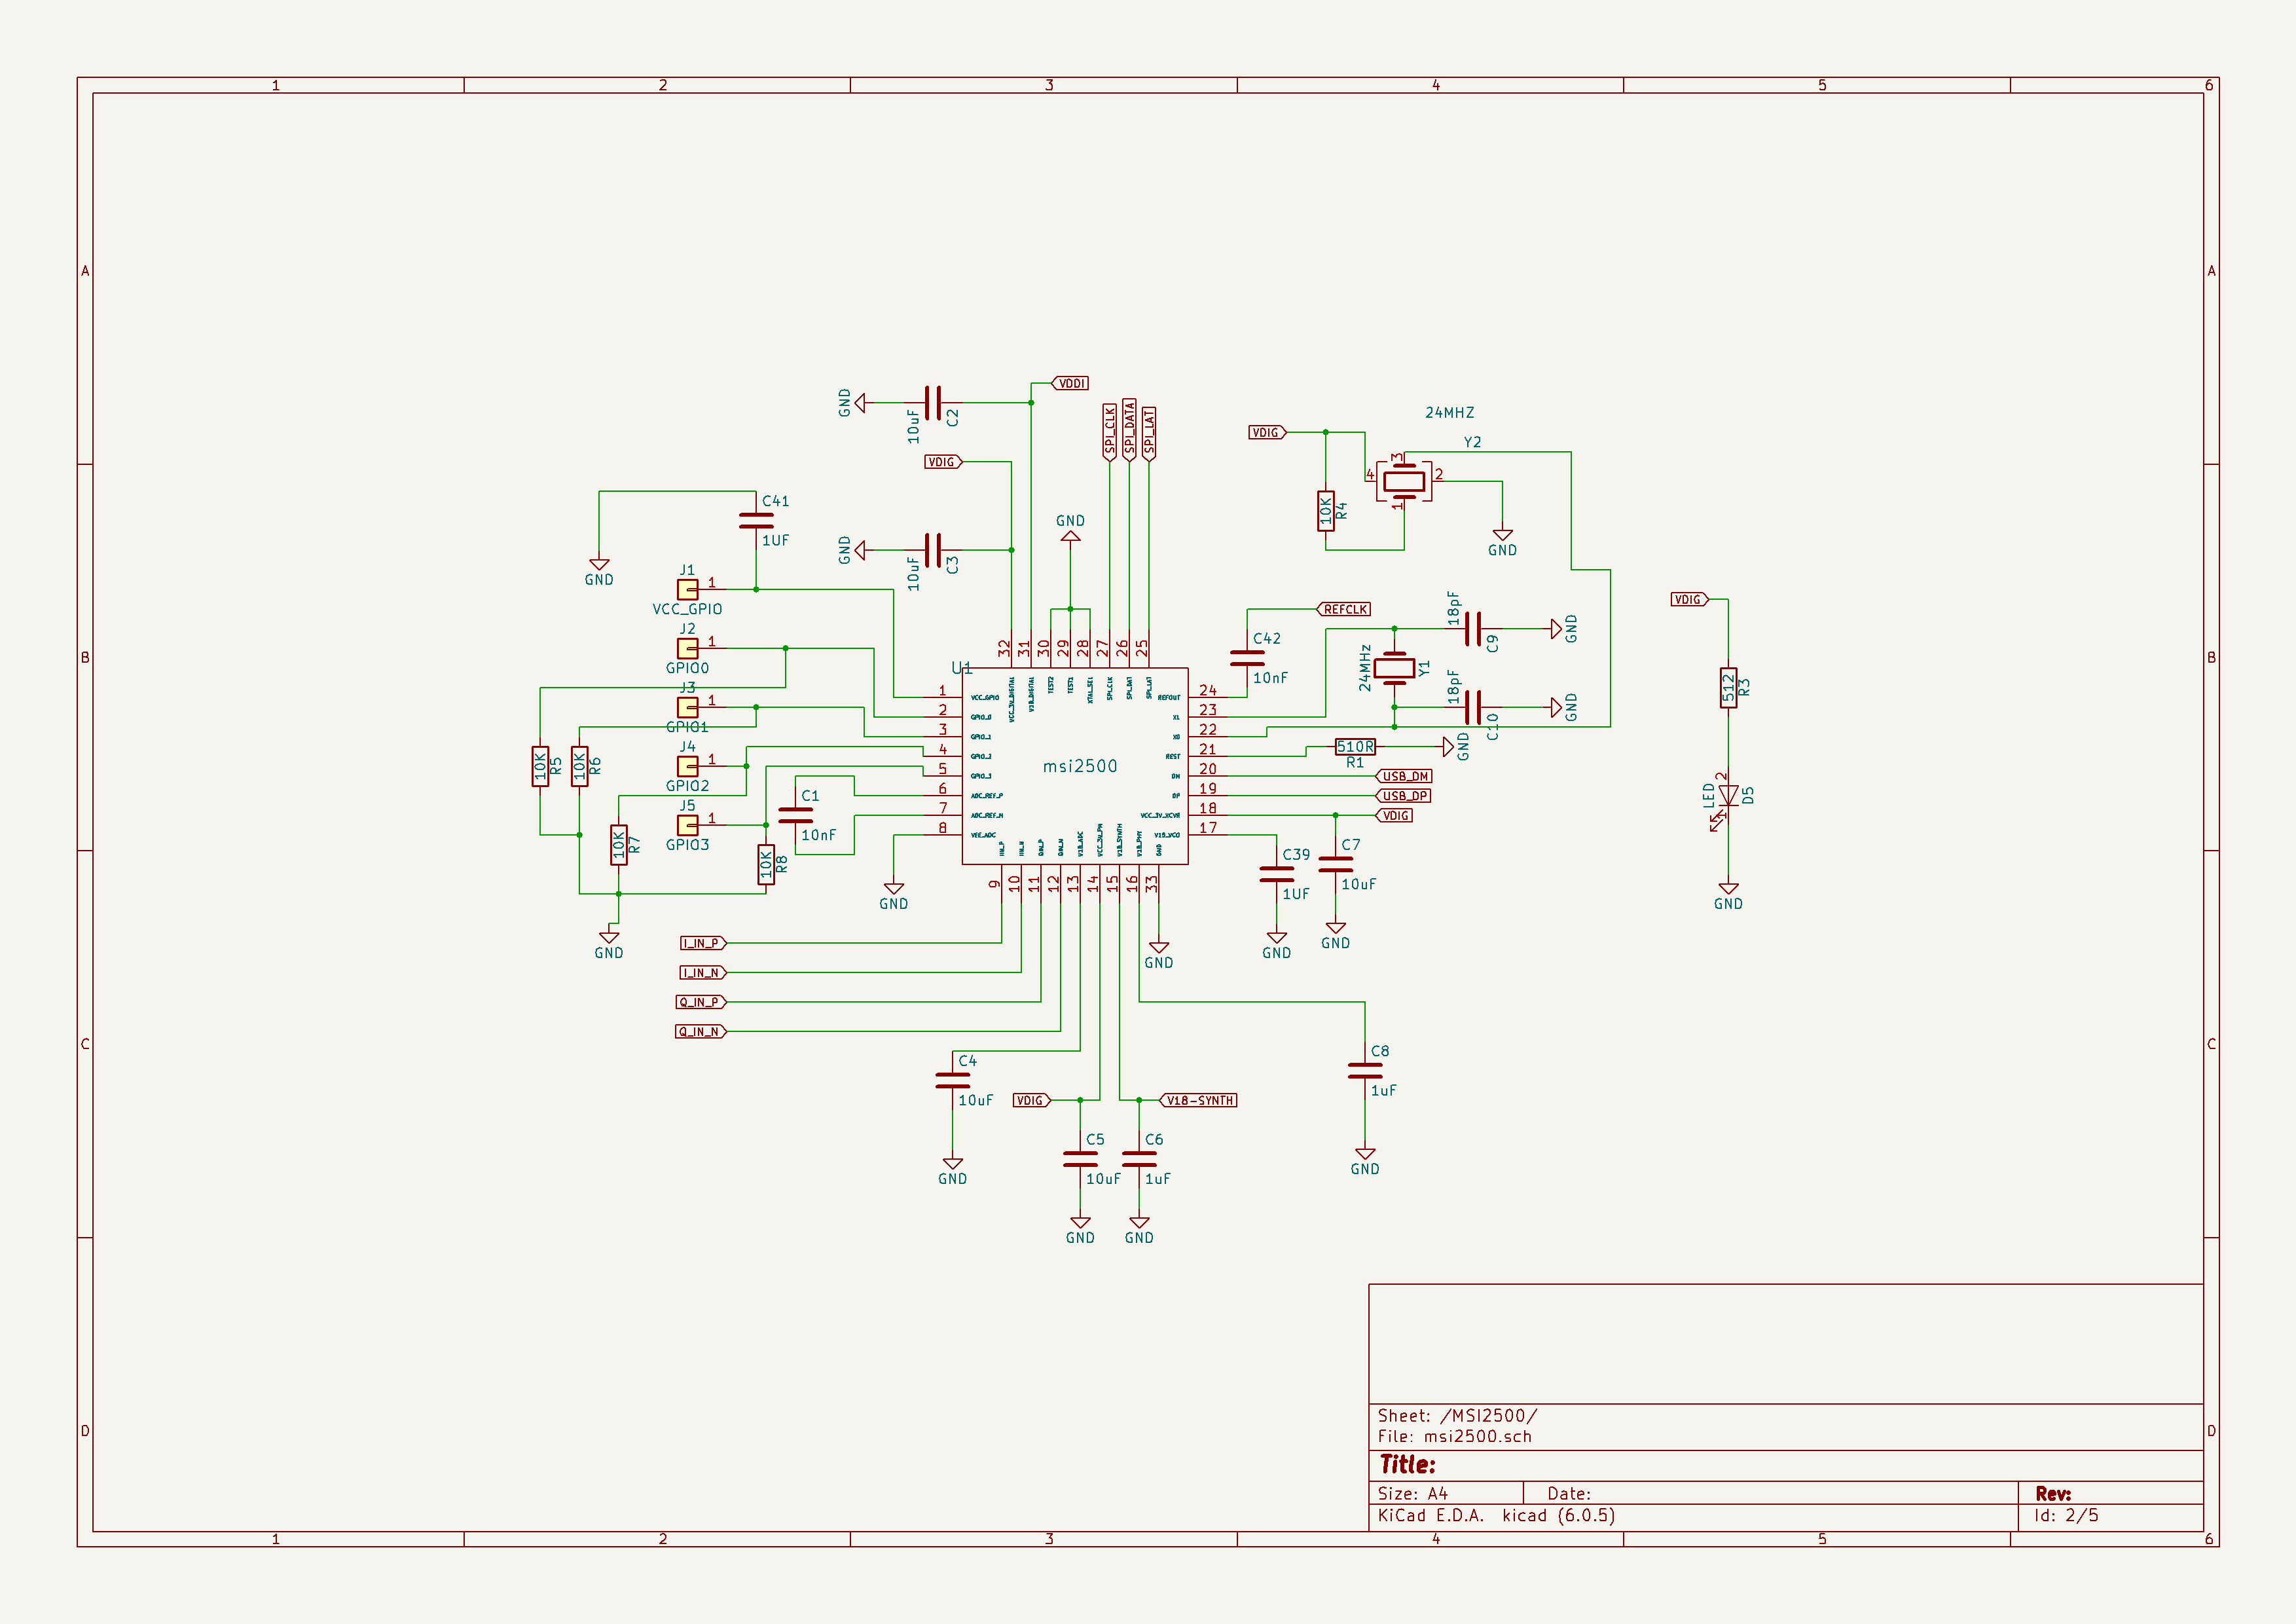 1 2 3 4 5 6
A A
B B
C C
D D
1 2 3 4 5 6
VDDI
GND
10uF
C2
SPI_CLK
SPI_DATA
SPI_LAT
VDIG
24MHZ
Y2
VDIG
3
4
2
1
10K
R4
GND
C41
1UF
GND
GND
10uF
C3
GND
J1
1
VCC_GPIO
J2
1
GPIO0
J3
1
GPIO1
J4
1
GPIO2
J5
1
GPIO3
10K
R5
10K
R6
10K
R7
10K
R8
GND
C1
10nF
GND
U1
msi2500
32
31
30
29
28
27
26
25
VCC_3V_DIGITAL
V18_DIGITAL
TEST2
TEST1
XTAL_SEL
SPI_CLK
SPI_DAT
SPI_LAT
1 VCC_GPIO
2 GPIO_0
3 GPIO_1
4 GPIO_2
5 GPIO_3
6 ADC_REF_P
7 ADC_REF_N
8 VEE_ADC
REFOUT 24
XI 23
XO 22
REST 21
DM 20
DP 19
VCC_3V_XCVR 18
V15_VCO 17
IIN_P
IIN_N
QIN_P
QIN_N
V18_ADC
VCC_3V_PM
V18_SYNTH
V18_PHY
GND
9
10
11
12
13
14
15
16
33
REFCLK
C42
10nF
18pF
C9
GND
24MHz
Y1
18pF
C10
GND
510R
R1
GND
USB_DM
USB_DP
VDIG
C39
1UF
GND
C7
10uF
GND
VDIG
512
R3
2
LED
D5
1
GND
I_IN_P
I_IN_N
Q_IN_P
Q_IN_N
GND
C4
10uF
GND
VDIG
V18-SYNTH
C5
10uF
GND
C6
1uF
GND
C8
1uF
GND
Sheet: /MSI2500/
File: msi2500.sch
Title:
Size: A4 Date: Rev:
KiCad E.D.A. kicad (6.0.5) Id: 2/5